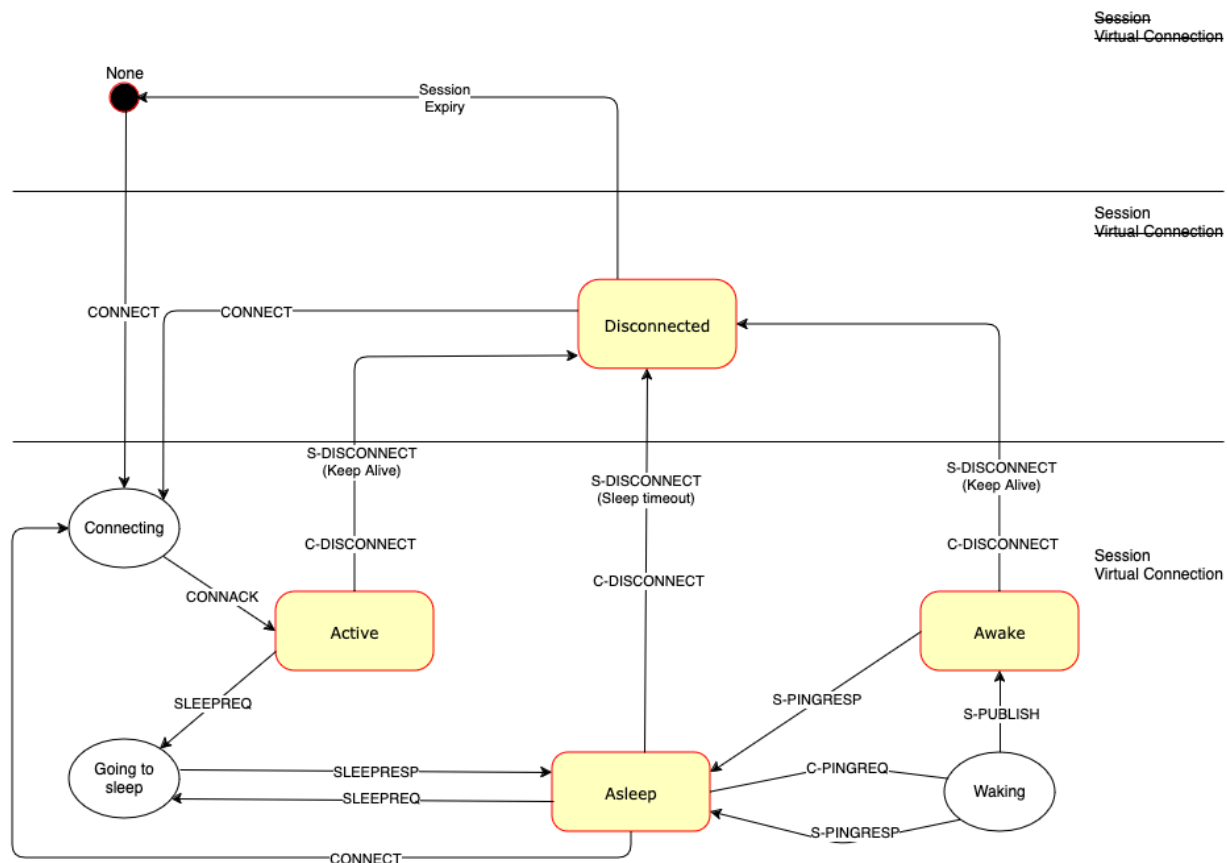 Session
Virtual Connection
None
Session
Expiry
Session
Virtual Connection
CONNECT
CONNECT
Disconnected
S-DISCONNECT
(Keep Alive)
S-DISCONNECT
(Sleep timeout)
S-DISCONNECT
(Keep Alive)
Connecting
C-DISCONNECT
C-DISCONNECT
C-DISCONNECT
Session
Virtual Connection
CONNACK
Active
Awake
SLEEPREQ
S-PINGRESP
S-PUBLISH
Going to
sleep
SLEEPRESP
SLEEPREQ
Asleep
C-PINGREQ
Waking
S-PINGRESP
CONNECT